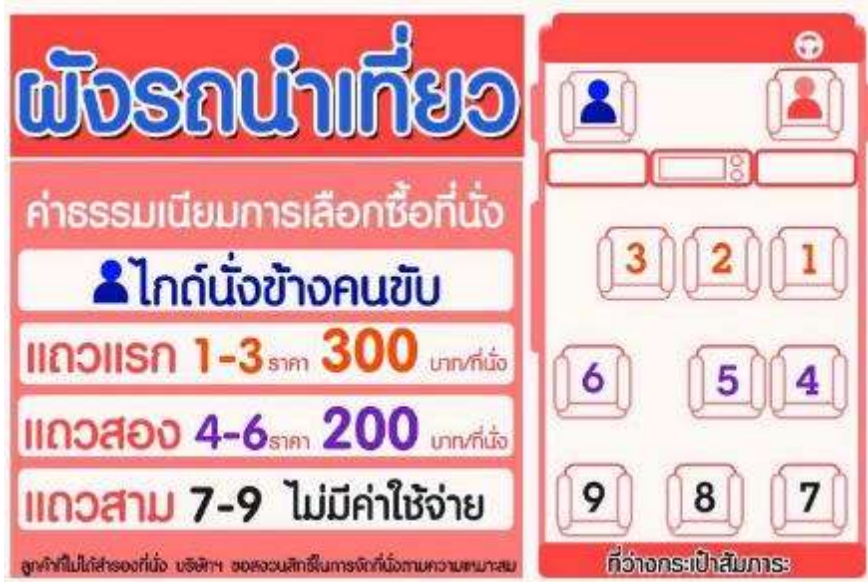 ผังรถนำเที่ยว
ค่าธรรมเนียมการเลือกซื้อที่นั่ง
ไกด์นั่งข้างคนขับ
แถวแรก 1-3 ราคา 300 บาท/ที่นั่ง
แถวสอง 4-6 ราคา 200 บาท/ที่นั่ง
แถวสาม 7-9 ไม่มีค่าใช้จ่าย
ลูกค้าที่ไม่ได้สำรองที่นั่ง บริษัทฯ ขอสงวนสิทธิ์ในการจัดที่นั่งตามความเหมาะสม
3 2 1
6 5 4
9 8 7
ที่ว่างกระเป๋าสัมภาระ